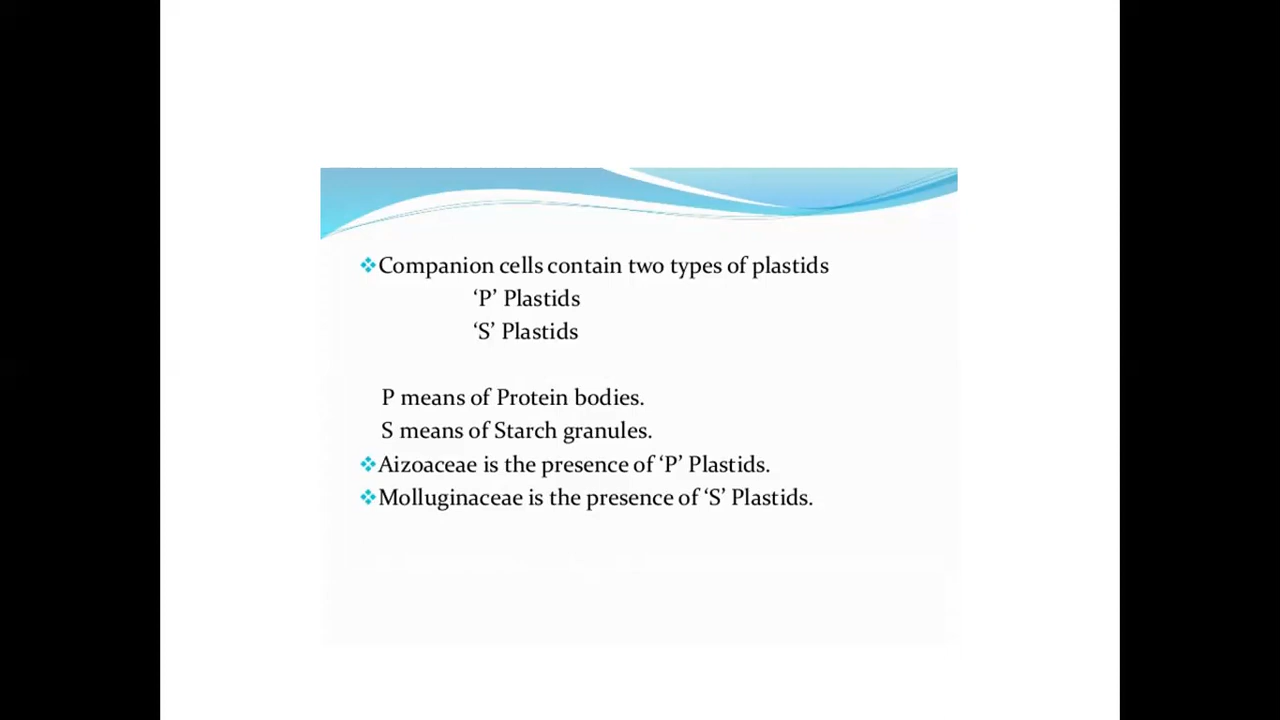 ❖Companion cells contain two types of plastids
‘P’ Plastids
‘S’ Plastids
P means of Protein bodies.
S means of Starch granules.
❖Aizoaceae is the presence of ‘P’ Plastids.
❖Molluginaceae is the presence of ‘S’ Plastids.